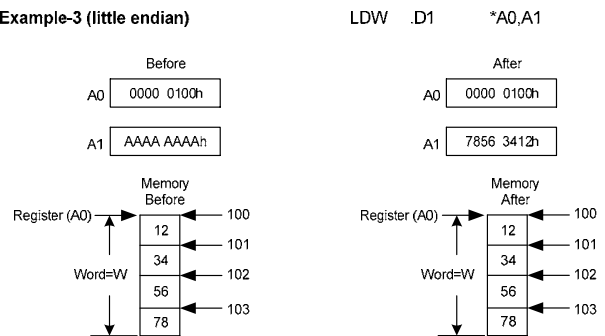 Example-3 (little endian) LDW .D1 *A0,A1
Before After
A0 0000 0100h A0 0000 0100h
A1 AAAA AAAAh A1 7856 3412h
Memory Before Memory After
Register (A0) 100 Register (A0) 100
12 12
101 101
34 34
Word=W 102 Word=W 102
56 56
103 103
78 78